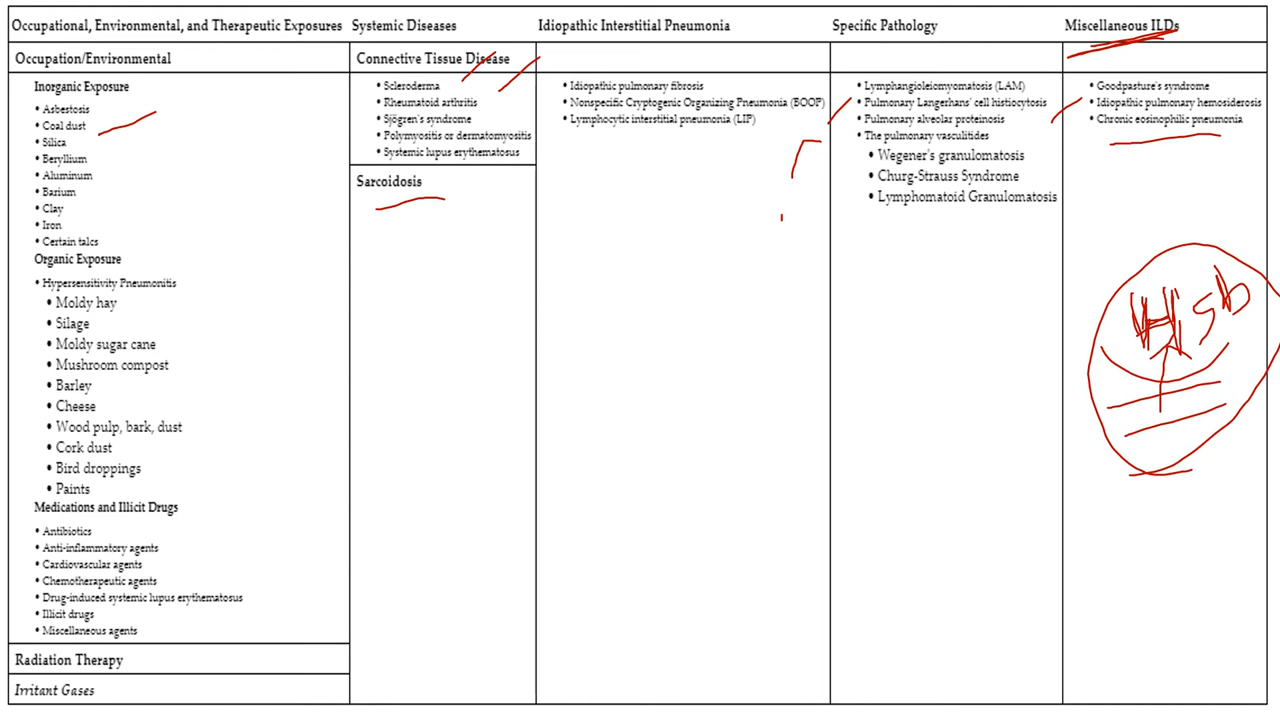 Occupational, Environmental, and Therapeutic Exposures
Occupation/Environmental
Inorganic Exposure
• Asbestosis
• Coal dust
• Silica
• Beryllium
• Aluminum
• Barium
• Clay
• Iron
• Certain talcs
Organic Exposure
• Hypersensitivity Pneumonitis
• Moldy hay
• Silage
• Moldy sugar cane
• Mushroom compost
• Barley
• Cheese
• Wood pulp, bark, dust
• Cork dust
• Bird droppings
• Paints
Medications and Illicit Drugs
• Antibiotics
• Anti-inflammatory agents
• Cardiovascular agents
• Chemotherapeutic agents
• Drug-induced systemic lupus erythematosus
• Illicit drugs
• Miscellaneous agents
Radiation Therapy
Irritant Gases
Systemic Diseases
Connective Tissue Disease
• Scleroderma
• Rheumatoid arthritis
• Sjögren's syndrome
• Polymyositis or dermatomyositis
• Systemic lupus erythematosus
Sarcoidosis
Idiopathic Interstitial Pneumonia
• Idiopathic pulmonary fibrosis
• Nonspecific Cryptogenic Organizing Pneumonia (BOOP)
• Lymphocytic interstitial pneumonia (LIP)
Specific Pathology
• Lymphangioleiomyomatosis (LAM)
• Pulmonary Langerhans' cell histiocytosis
• Pulmonary alveolar proteinosis
• The pulmonary vasculitides
• Wegener's granulomatosis
• Churg-Strauss Syndrome
• Lymphomatoid Granulomatosis
Miscellaneous ILDs
• Goodpasture's syndrome
• Idiopathic pulmonary hemosiderosis
• Chronic eosinophilic pneumonia